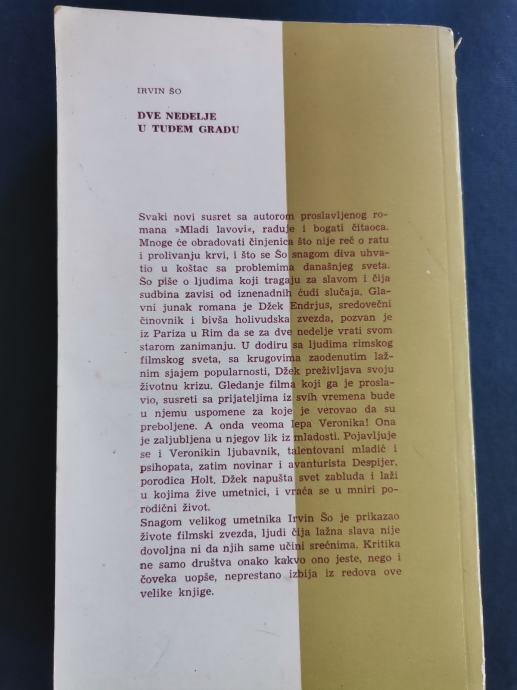 IRVIN ŠO
DVE NEDELJE
U TUĐEM GRADU
Svaki novi susret sa autorom proslavljenog ro-
mana »Mladi lavovi«, raduje i bogati čitaoca.
Mnoge će obradovati činjenica što nije reč o ratu
i prolivanju krvi, i što se Šo snagom diva uhva-
tio u koštac sa problemima današnjeg sveta.
Šo piše o ljudima koji tragaju za slavom i čija
sudbina zavisi od iznenadnih ćudi slučaja. Gla-
vni junak romana je Džek Endrjus, sredovečni
činovnik i bivša holivudska zvezda, pozvan je
iz Pariza u Rim da se za dve nedelje vrati svom
starom zanimanju. U dodiru sa ljudima rimskog
filmskog sveta, sa krugovima zaodenutim laž-
nim sjajem popularnosti, Džek preživljava svoju
životnu krizu. Gledanje filma koji ga je prosla-
vio, susreti sa prijateljima iz svih vremena bude
u njemu uspomene za koje je verovao da su
preboljene. A onda veoma lepa Veronika! Ona
je zaljubljena u njegov lik iz mladosti. Pojavljuje
se i Veronikin ljubavnik, talentovani mladić i
psihopata, zatim novinar i avanturista Despijer,
porodica Holt. Džek napušta svet zabluda i laži
u kojima žive umetnici, i vraća se u mniri po-
rodični život.
Snagom velikog umetnika Irvin Šo je prikazao
živote filmski zvezda, ljudi čija lažna slava nije
dovoljna ni da njih same učini srećnima. Kritika
ne samo društva onako kakvo ono jeste, nego i
čoveka uopše, neprestano izbija iz redova ove
velike knjige.